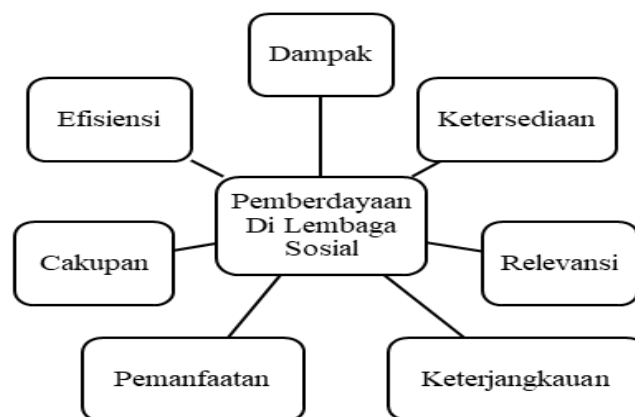 Dampak
Efisiensi
Ketersediaan
Pemberdayaan
Di Lembaga
Sosial
Cakupan
Relevansi
Pemanfaatan
Keterjangkauan